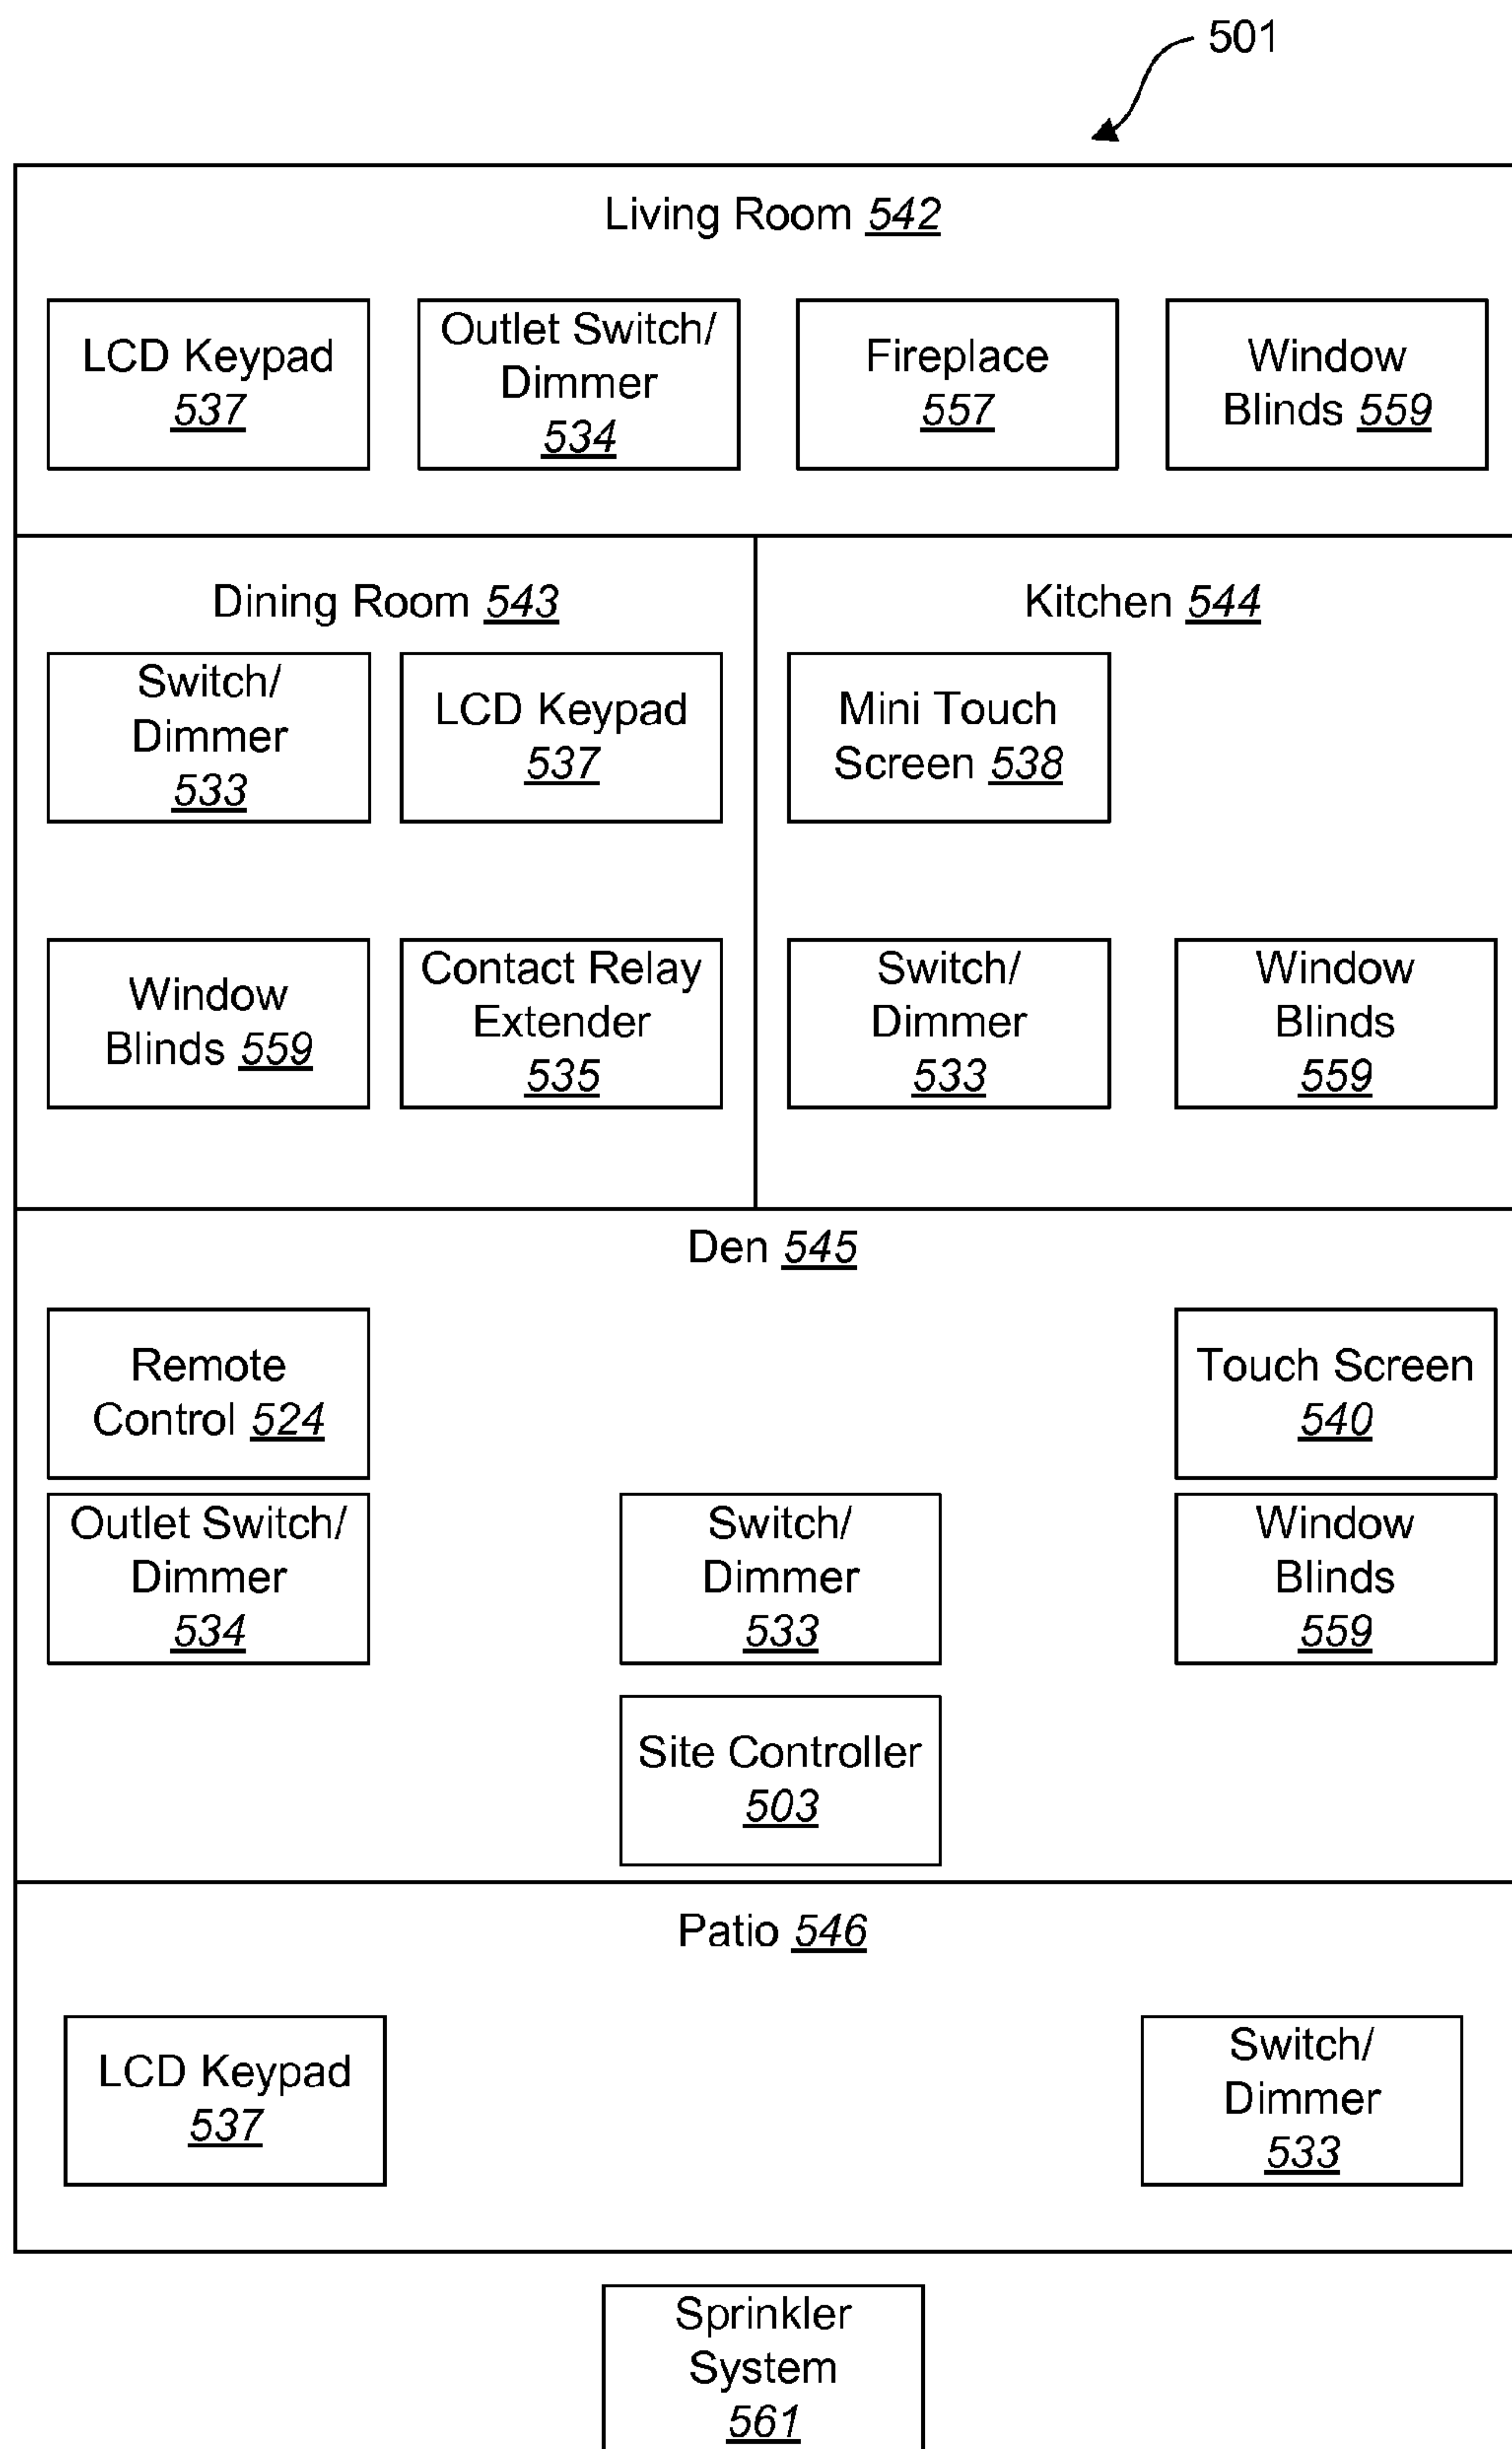 501
Living Room 542
LCD Keypad
537
Outlet Switch/
Dimmer
534
Fireplace
557
Window
Blinds 559
Dining Room 543
Switch/
Dimmer
533
LCD Keypad
537
Window
Blinds 559
Contact Relay
Extender
535
Kitchen 544
Mini Touch
Screen 538
Switch/
Dimmer
533
Window
Blinds
559
Den 545
Remote
Control 524
Touch Screen
540
Outlet Switch/
Dimmer
534
Switch/
Dimmer
533
Window
Blinds
559
Site Controller
503
Patio 546
LCD Keypad
537
Switch/
Dimmer
533
Sprinkler
System
561